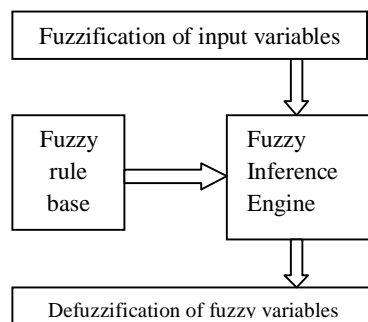 Fuzzification of input variables
Fuzzy
rule
base
Fuzzy
Inference
Engine
Defuzzification of fuzzy variables